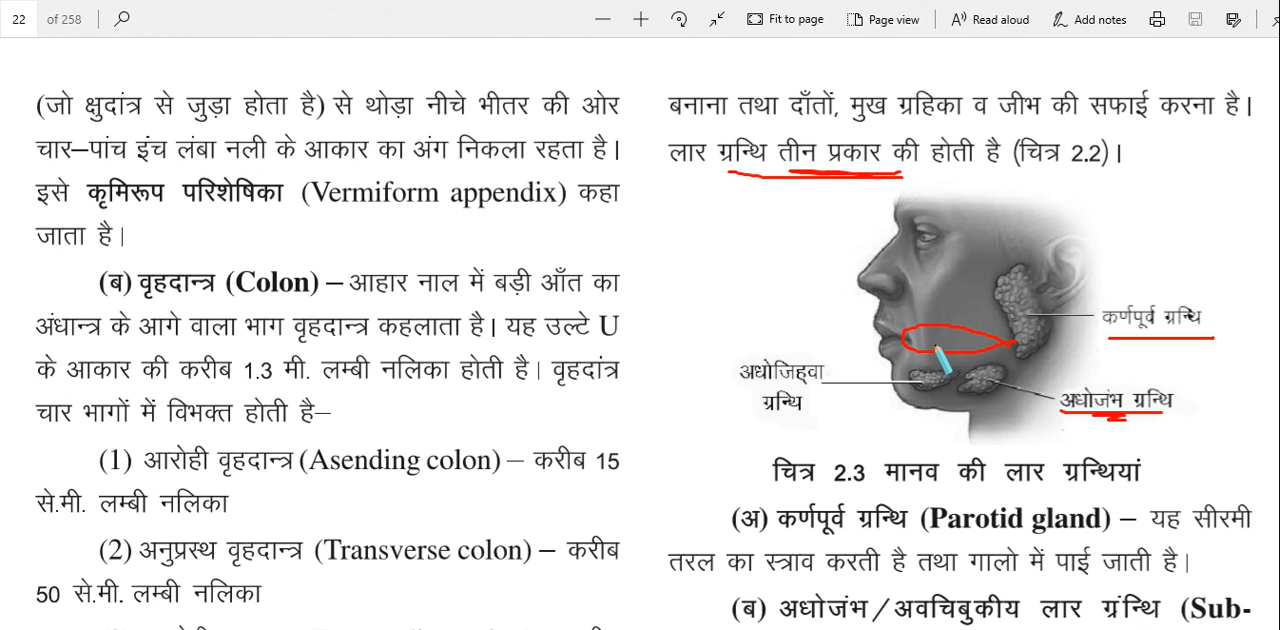 22 of 258 Fit to page Page view Read aloud Add notes
(जो क्षुदांत्र से जुड़ा होता है) से थोड़ा नीचे भीतर की ओर
चार–पांच इंच लंबा नली के आकार का अंग निकला रहता है।
इसे कृमिरूप परिशेषिका (Vermiform appendix) कहा
जाता है।
(ब) वृहदान्त्र (Colon) – आहार नाल में बड़ी आँत का
अंधान्त्र के आगे वाला भाग वृहदान्त्र कहलाता है। यह उल्टे U
के आकार की करीब 1.3 मी. लम्बी नलिका होती है। वृहदांत्र
चार भागों में विभक्त होती है–
(1) आरोही वृहदान्त्र (Asending colon) – करीब 15
से.मी. लम्बी नलिका
(2) अनुप्रस्थ वृहदान्त्र (Transverse colon) – करीब
50 से.मी. लम्बी नलिका
बनाना तथा दाँतों, मुख ग्रहिका व जीभ की सफाई करना है।
लार ग्रन्थि तीन प्रकार की होती है (चित्र 2.2)।
कर्णपूर्व ग्रन्थि
अधोजिह्वा
ग्रन्थि
अधोजंभ ग्रन्थि
चित्र 2.3 मानव की लार ग्रन्थियां
(अ) कर्णपूर्व ग्रन्थि (Parotid gland) – यह सीरमी
तरल का स्त्राव करती है तथा गालो में पाई जाती है।
(ब) अधोजंभ/अवचिबुकीय लार ग्रंन्थि (Sub-